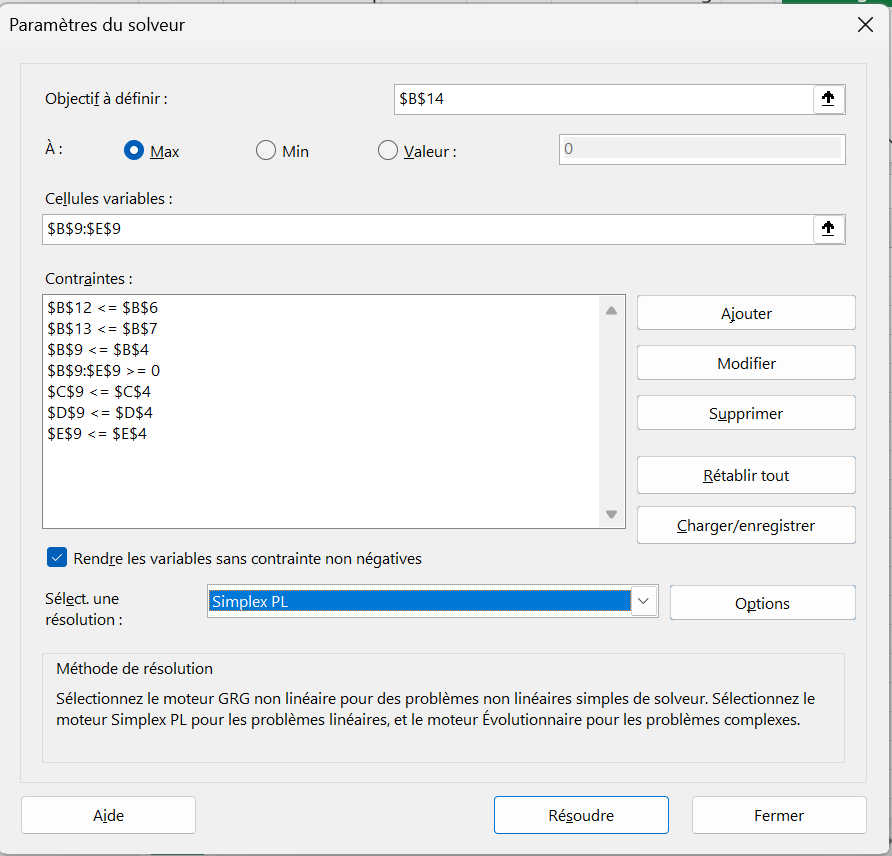 Paramètres du solveur
Objectif à définir :
$B$14
À :
Max
Min
Valeur :
0
Cellules variables :
$B$9:$E$9
Contraintes :
$B$12 <= $B$6
$B$13 <= $B$7
$B$9 <= $B$4
$B$9:$E$9 >= 0
$C$9 <= $C$4
$D$9 <= $D$4
$E$9 <= $E$4
Ajouter
Modifier
Supprimer
Rétablir tout
Charger/enregistrer
Rendre les variables sans contrainte non négatives
Sélect. une
résolution :
Simplex PL
Options
Méthode de résolution
Sélectionnez le moteur GRG non linéaire pour des problèmes non linéaires simples de solveur. Sélectionnez le
moteur Simplex PL pour les problèmes linéaires, et le moteur Évolutionnaire pour les problèmes complexes.
Aide
Résoudre
Fermer